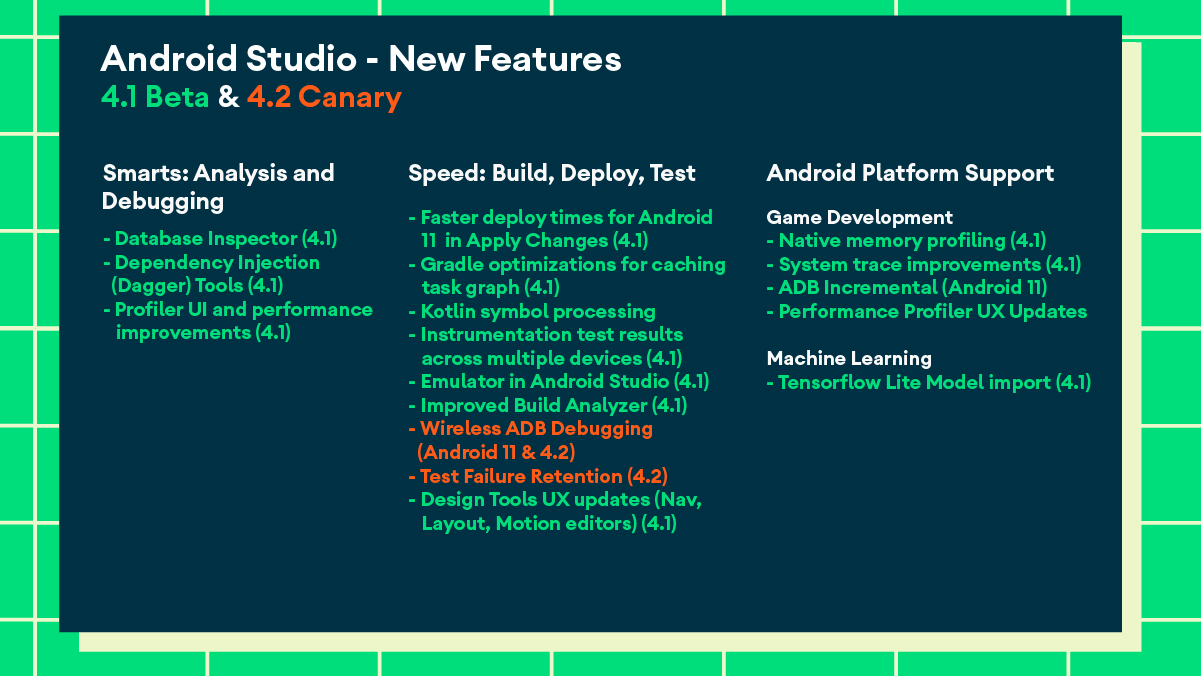 Android Studio - New Features
4.1 Beta & 4.2 Canary
Smarts: Analysis and
Debugging
- Database Inspector (4.1)
- Dependency Injection
(Dagger) Tools (4.1)
- Profiler UI and performance
improvements (4.1)
Speed: Build, Deploy, Test
- Faster deploy times for Android
11 in Apply Changes (4.1)
- Gradle optimizations for caching
task graph (4.1)
- Kotlin symbol processing
- Instrumentation test results
across multiple devices (4.1)
- Emulator in Android Studio (4.1)
- Improved Build Analyzer (4.1)
- Wireless ADB Debugging
(Android 11 & 4.2)
- Test Failure Retention (4.2)
- Design Tools UX updates (Nav,
Layout, Motion editors) (4.1)
Android Platform Support
Game Development
- Native memory profiling (4.1)
- System trace improvements (4.1)
- ADB Incremental (Android 11)
- Performance Profiler UX Updates
Machine Learning
- Tensorflow Lite Model import (4.1)